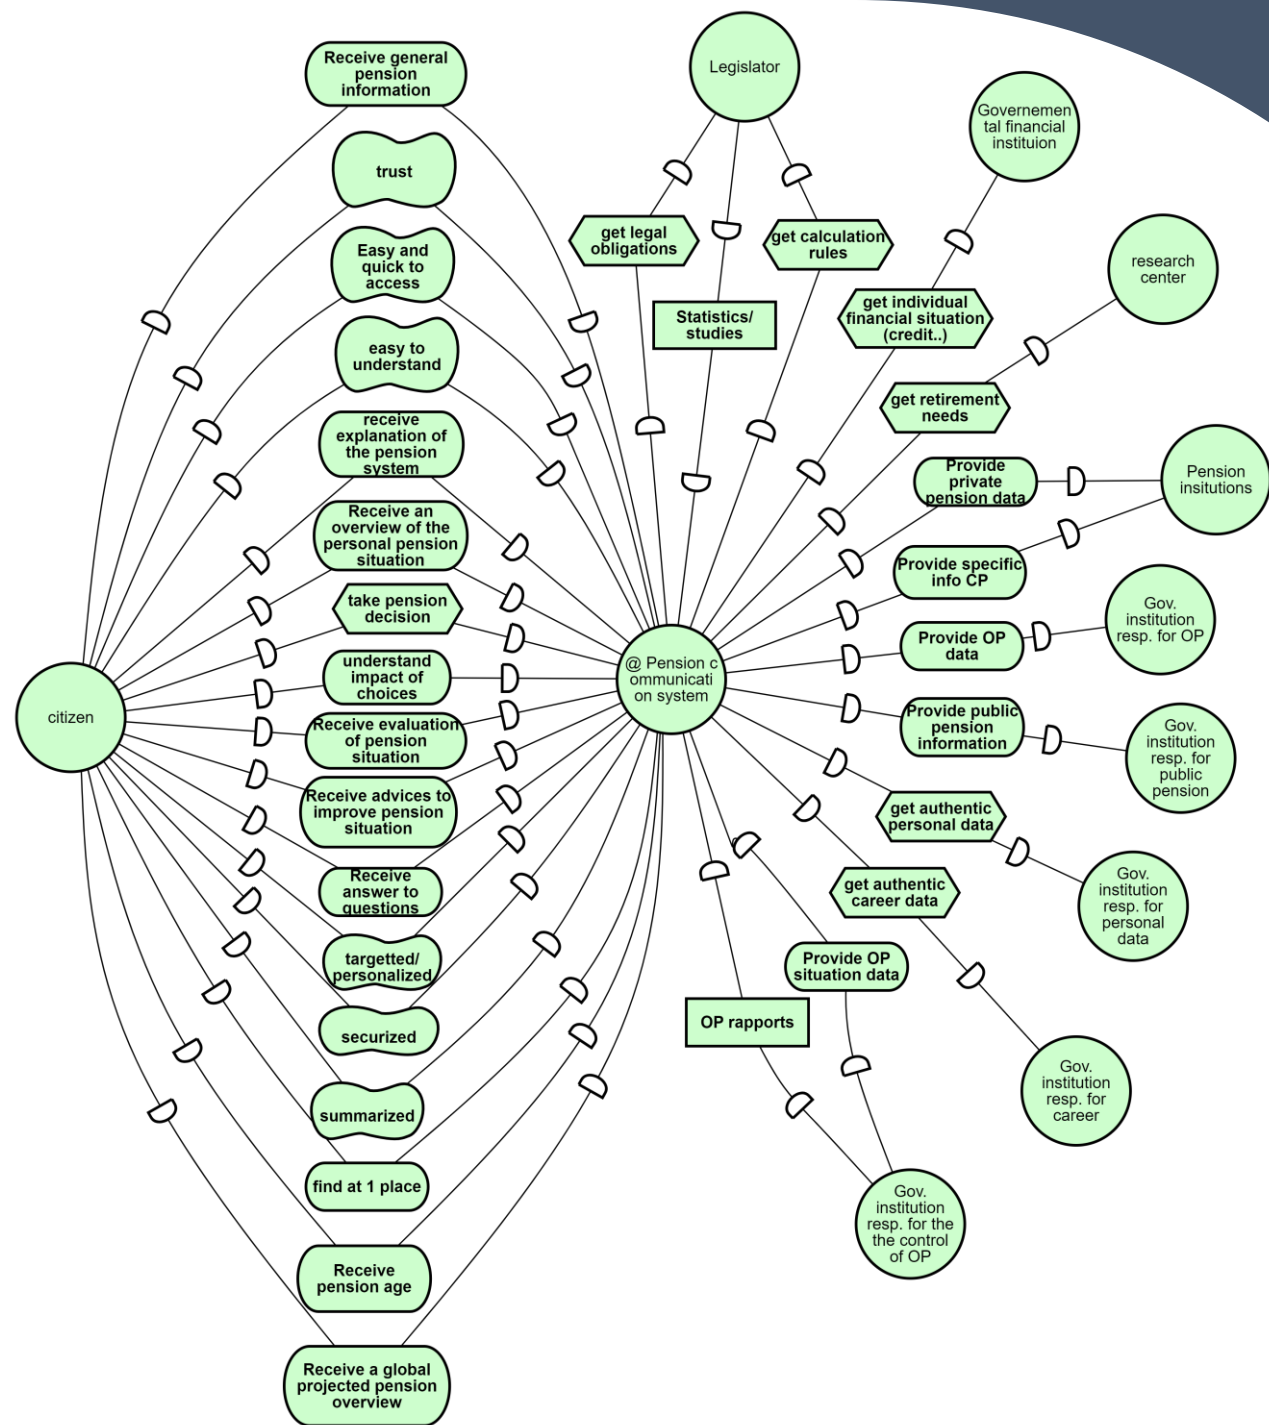 Receive general
pension
information
trust
Easy and
quick to
access
easy to
understand
receive
explanation of
the pension
system
Receive an
overview of the
personal pension
situation
take pension
decision
understand
impact of
choices
Receive evaluation
of pension
situation
Receive advices to
improve pension
situation
Receive
answer to
questions
targetted/
personalized
securized
summarized
find at 1 place
Receive
pension age
Receive a global
projected pension
overview
citizen
@ Pension c
ommunicati
on system
Legislator
get legal
obligations
Statistics/
studies
get calculation
rules
Governemen
tal financial
instituion
get individual
financial situation
(credit..)
research
center
get retirement
needs
Provide
private
pension data
Pension
insitutions
Provide specific
info CP
Gov.
institution
resp. for OP
Provide OP
data
Provide public
pension
information
Gov.
institution
resp. for
public
pension
get authentic
personal data
Gov.
institution
resp. for
personal
data
get authentic
career data
Gov.
institution
resp. for
career
Provide OP
situation data
OP rapports
Gov.
institution
resp. for the
the control
of OP